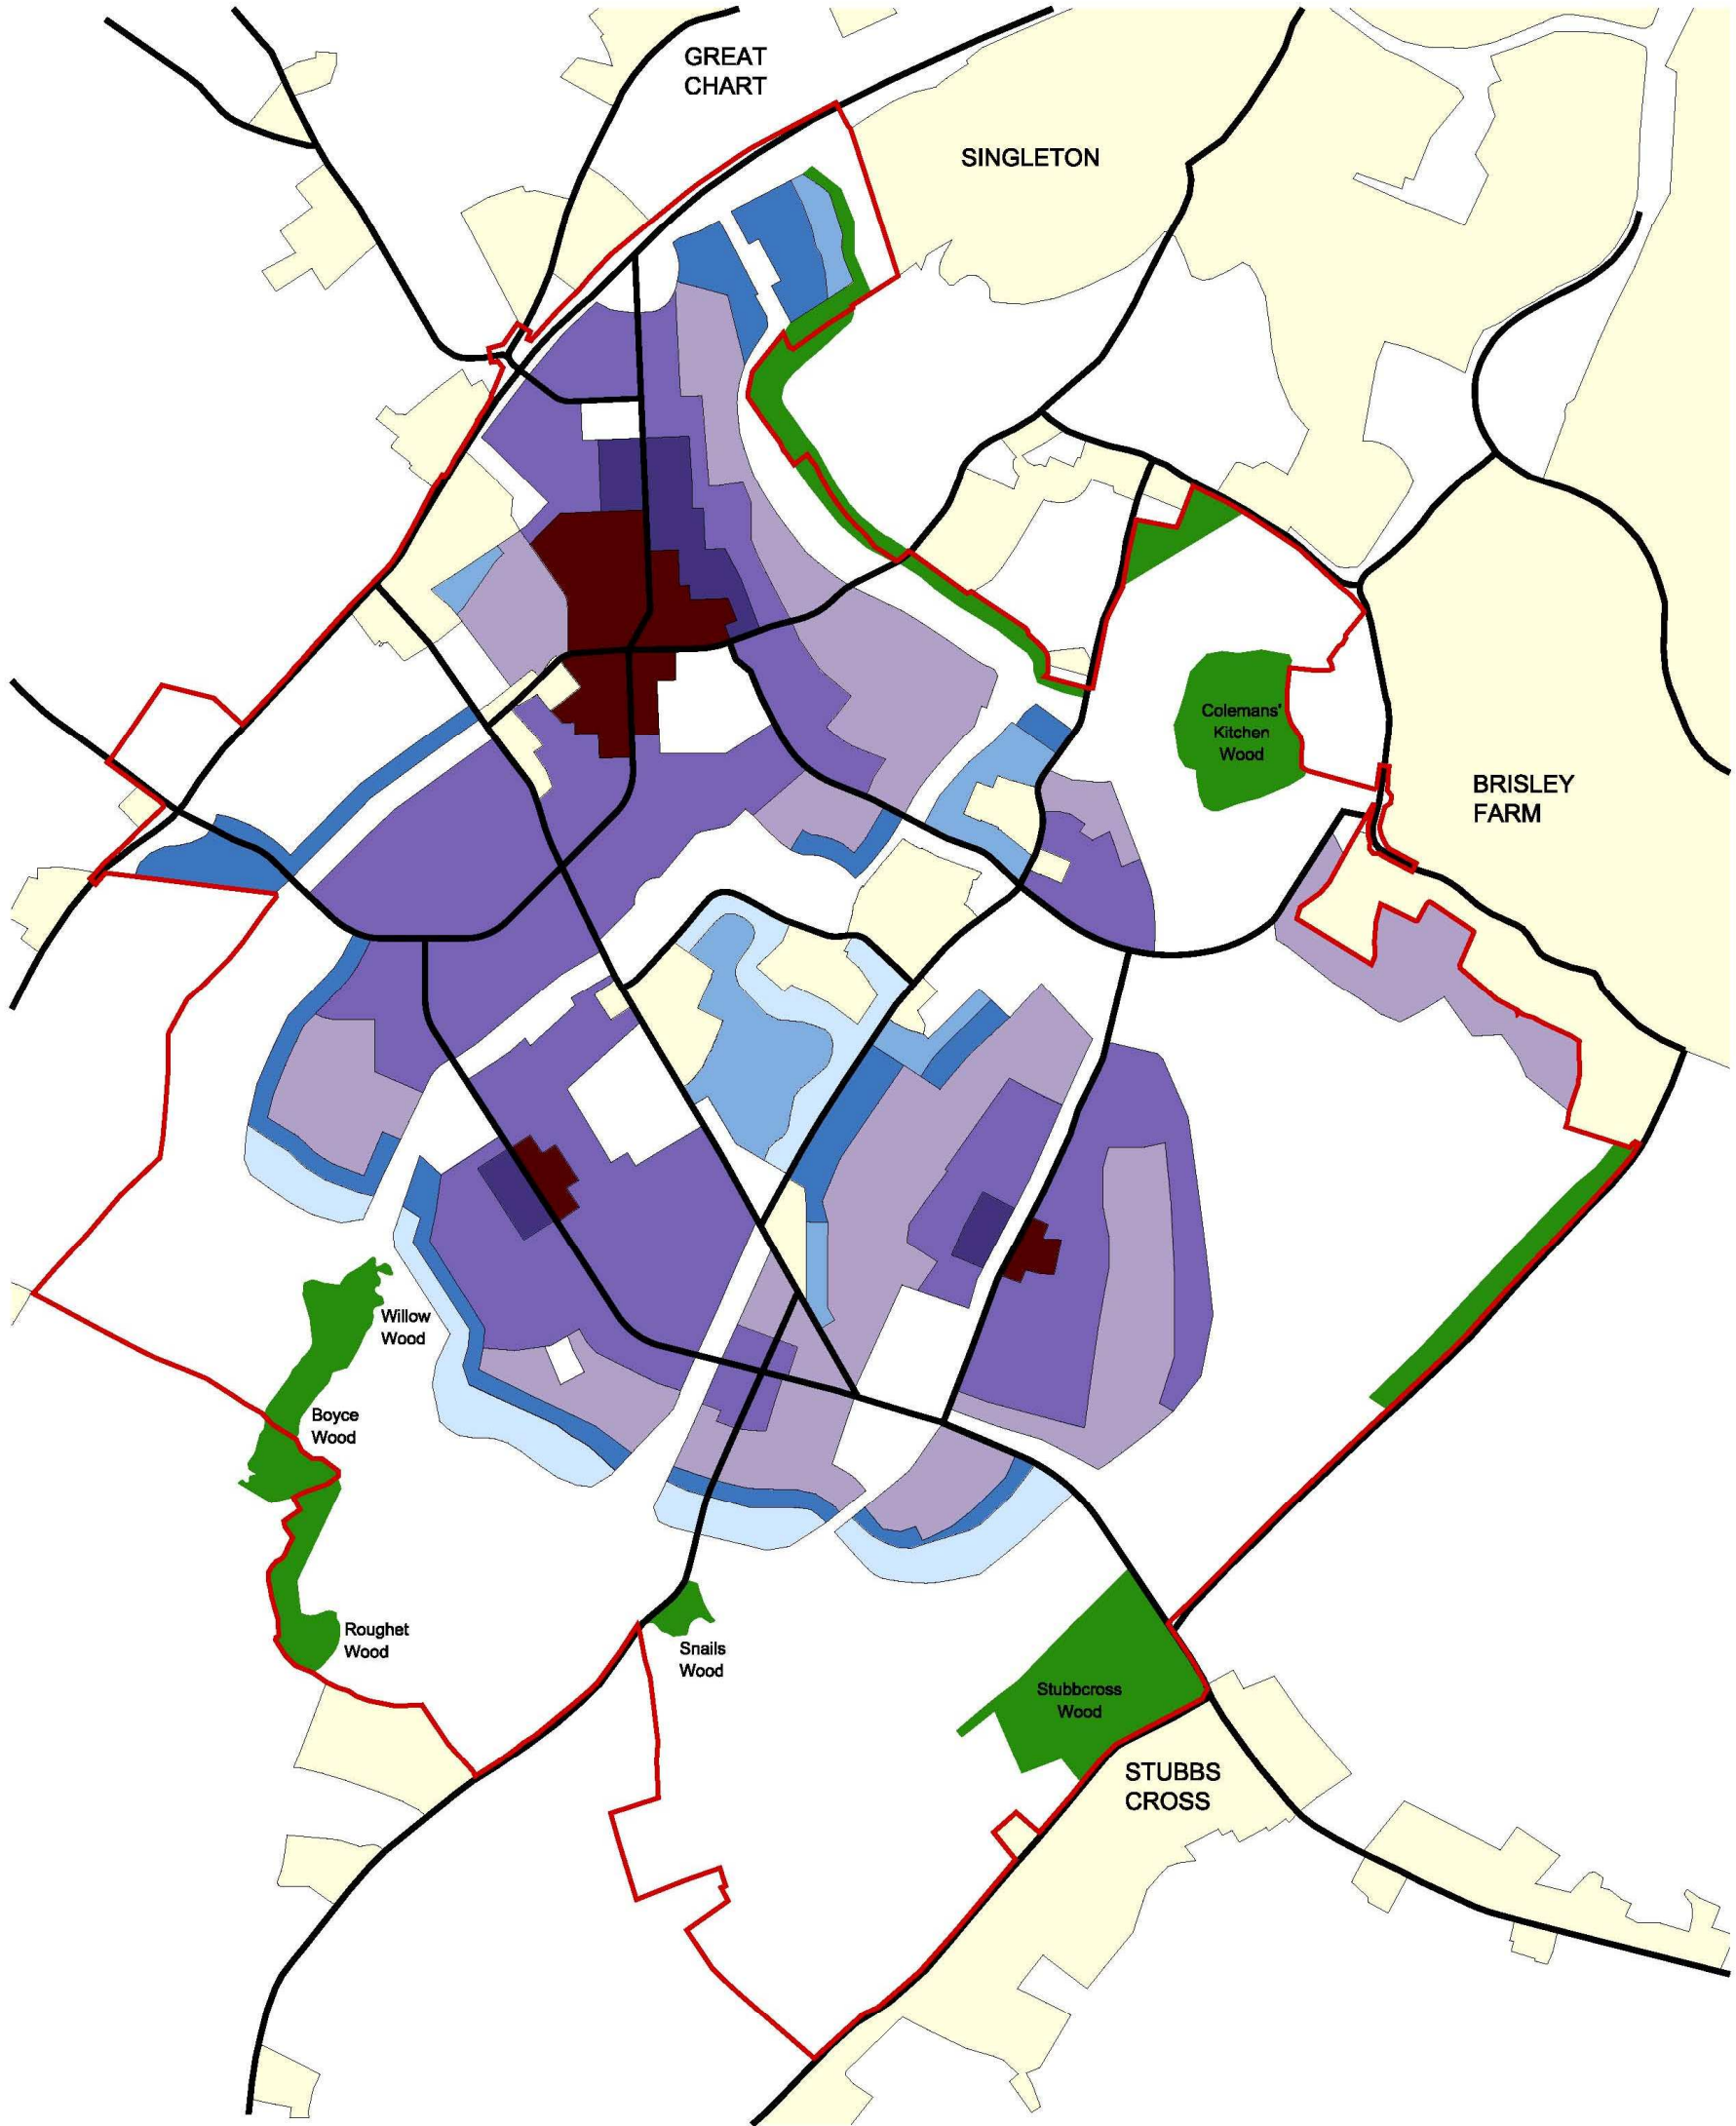 GREAT
CHART
SINGLETON
Colemans'
Kitchen
Wood
BRISLEY
FARM
Willow
Wood
Boyce
Wood
Roughet
Wood
Snails
Wood
Stubbcross
Wood
STUBBS
CROSS